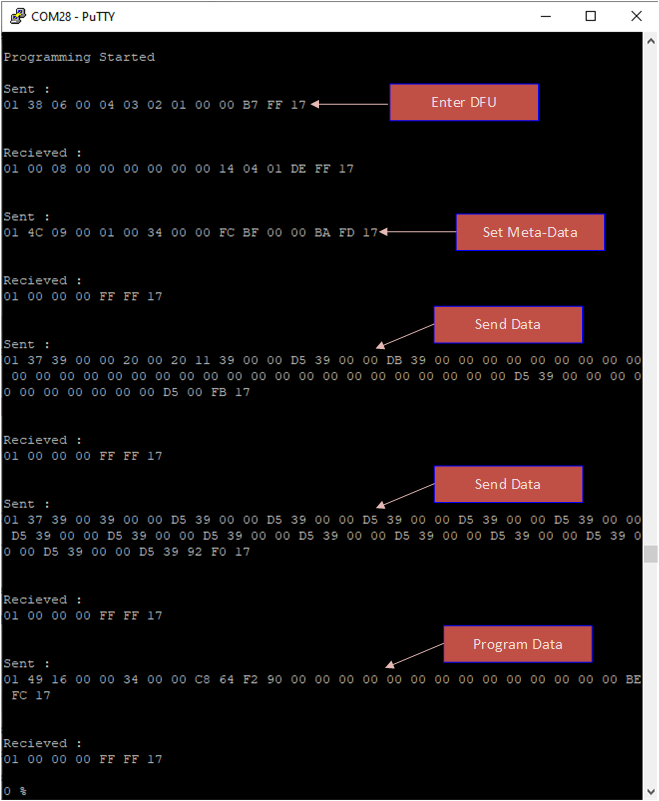 COM28 - PuTTY
Programming Started
Sent :
01 38 06 00 04 03 02 01 00 00 B7 FF 17
Enter DFU
Recieved :
01 00 08 00 00 00 00 00 00 14 04 01 DE FF 17
Sent :
01 4C 09 00 01 00 34 00 00 FC BF 00 00 BA FD 17
Set Meta-Data
Recieved :
01 00 00 00 FF FF 17
Send Data
Sent :
01 37 39 00 00 20 00 20 11 39 00 00 D5 39 00 00 DB 39 00 00 00 00 00 00 00 00 00
00 00 00 00 00 00 00 00 00 00 00 00 00 00 00 00 00 00 00 00 00 D5 39 00 00 00 0
0 00 00 00 00 00 00 D5 00 FB 17
Recieved :
01 00 00 00 FF FF 17
Send Data
Sent :
01 37 39 00 39 00 00 D5 39 00 00 D5 39 00 00 D5 39 00 00 D5 39 00 00 D5 39 00 00
D5 39 00 00 D5 39 00 00 D5 39 00 00 D5 39 00 00 D5 39 00 00 D5 39 00 00 D5 39 0
0 00 D5 39 00 00 D5 39 92 F0 17
Recieved :
01 00 00 00 FF FF 17
Program Data
Sent :
01 49 16 00 00 34 00 00 C8 64 F2 90 00 00 00 00 00 00 00 00 00 00 00 00 00 00 BE
FC 17
Recieved :
01 00 00 00 FF FF 17
0 %